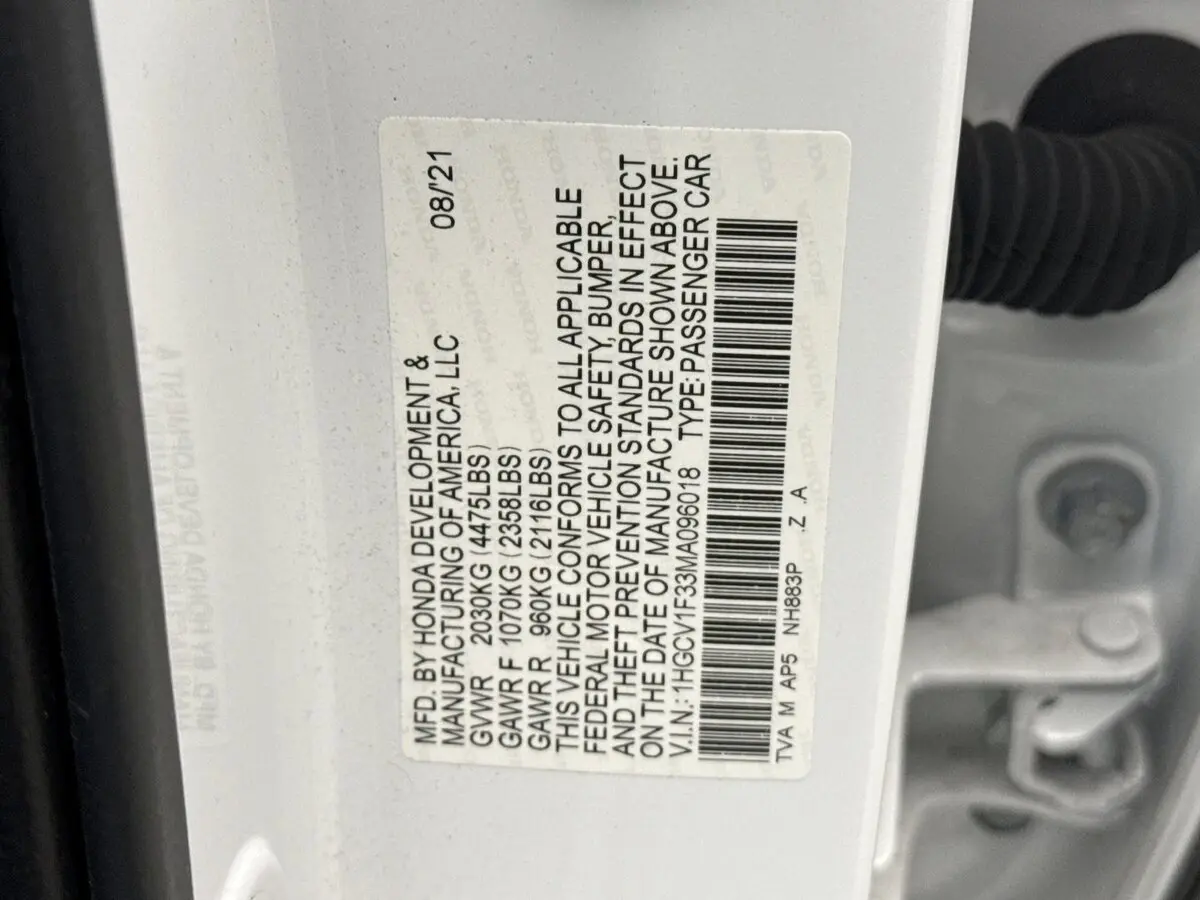 MFD. BY HONDA DEVELOPMENT &
MANUFACTURING OF AMERICA, LLC 08/'21
GVWR 2030KG (4475LBS)
GAWR F 1070KG (2358LBS)
GAWR R 960KG (2116LBS)
THIS VEHICLE CONFORMS TO ALL APPLICABLE
FEDERAL MOTOR VEHICLE SAFETY, BUMPER,
AND THEFT PREVENTION STANDARDS IN EFFECT
ON THE DATE OF MANUFACTURE SHOWN ABOVE.
V.I.N.: 1HGCV1F33MA096018 TYPE: PASSENGER CAR
TVA M AP5 NH883P .Z .A